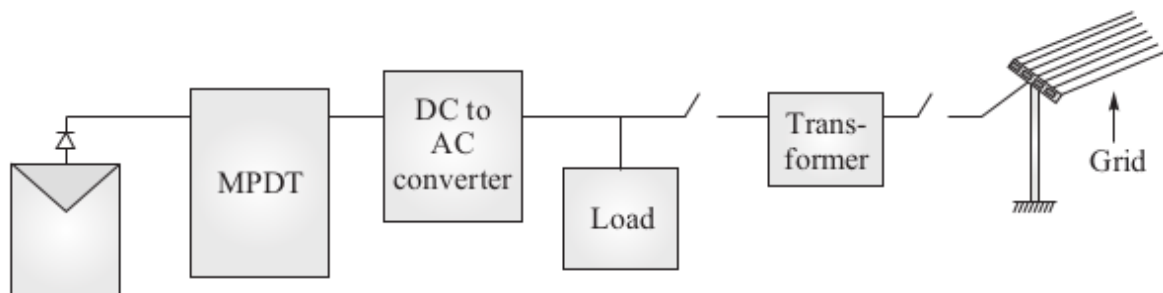 MPDT
DC to
AC
converter
Load
Trans-
former
Grid